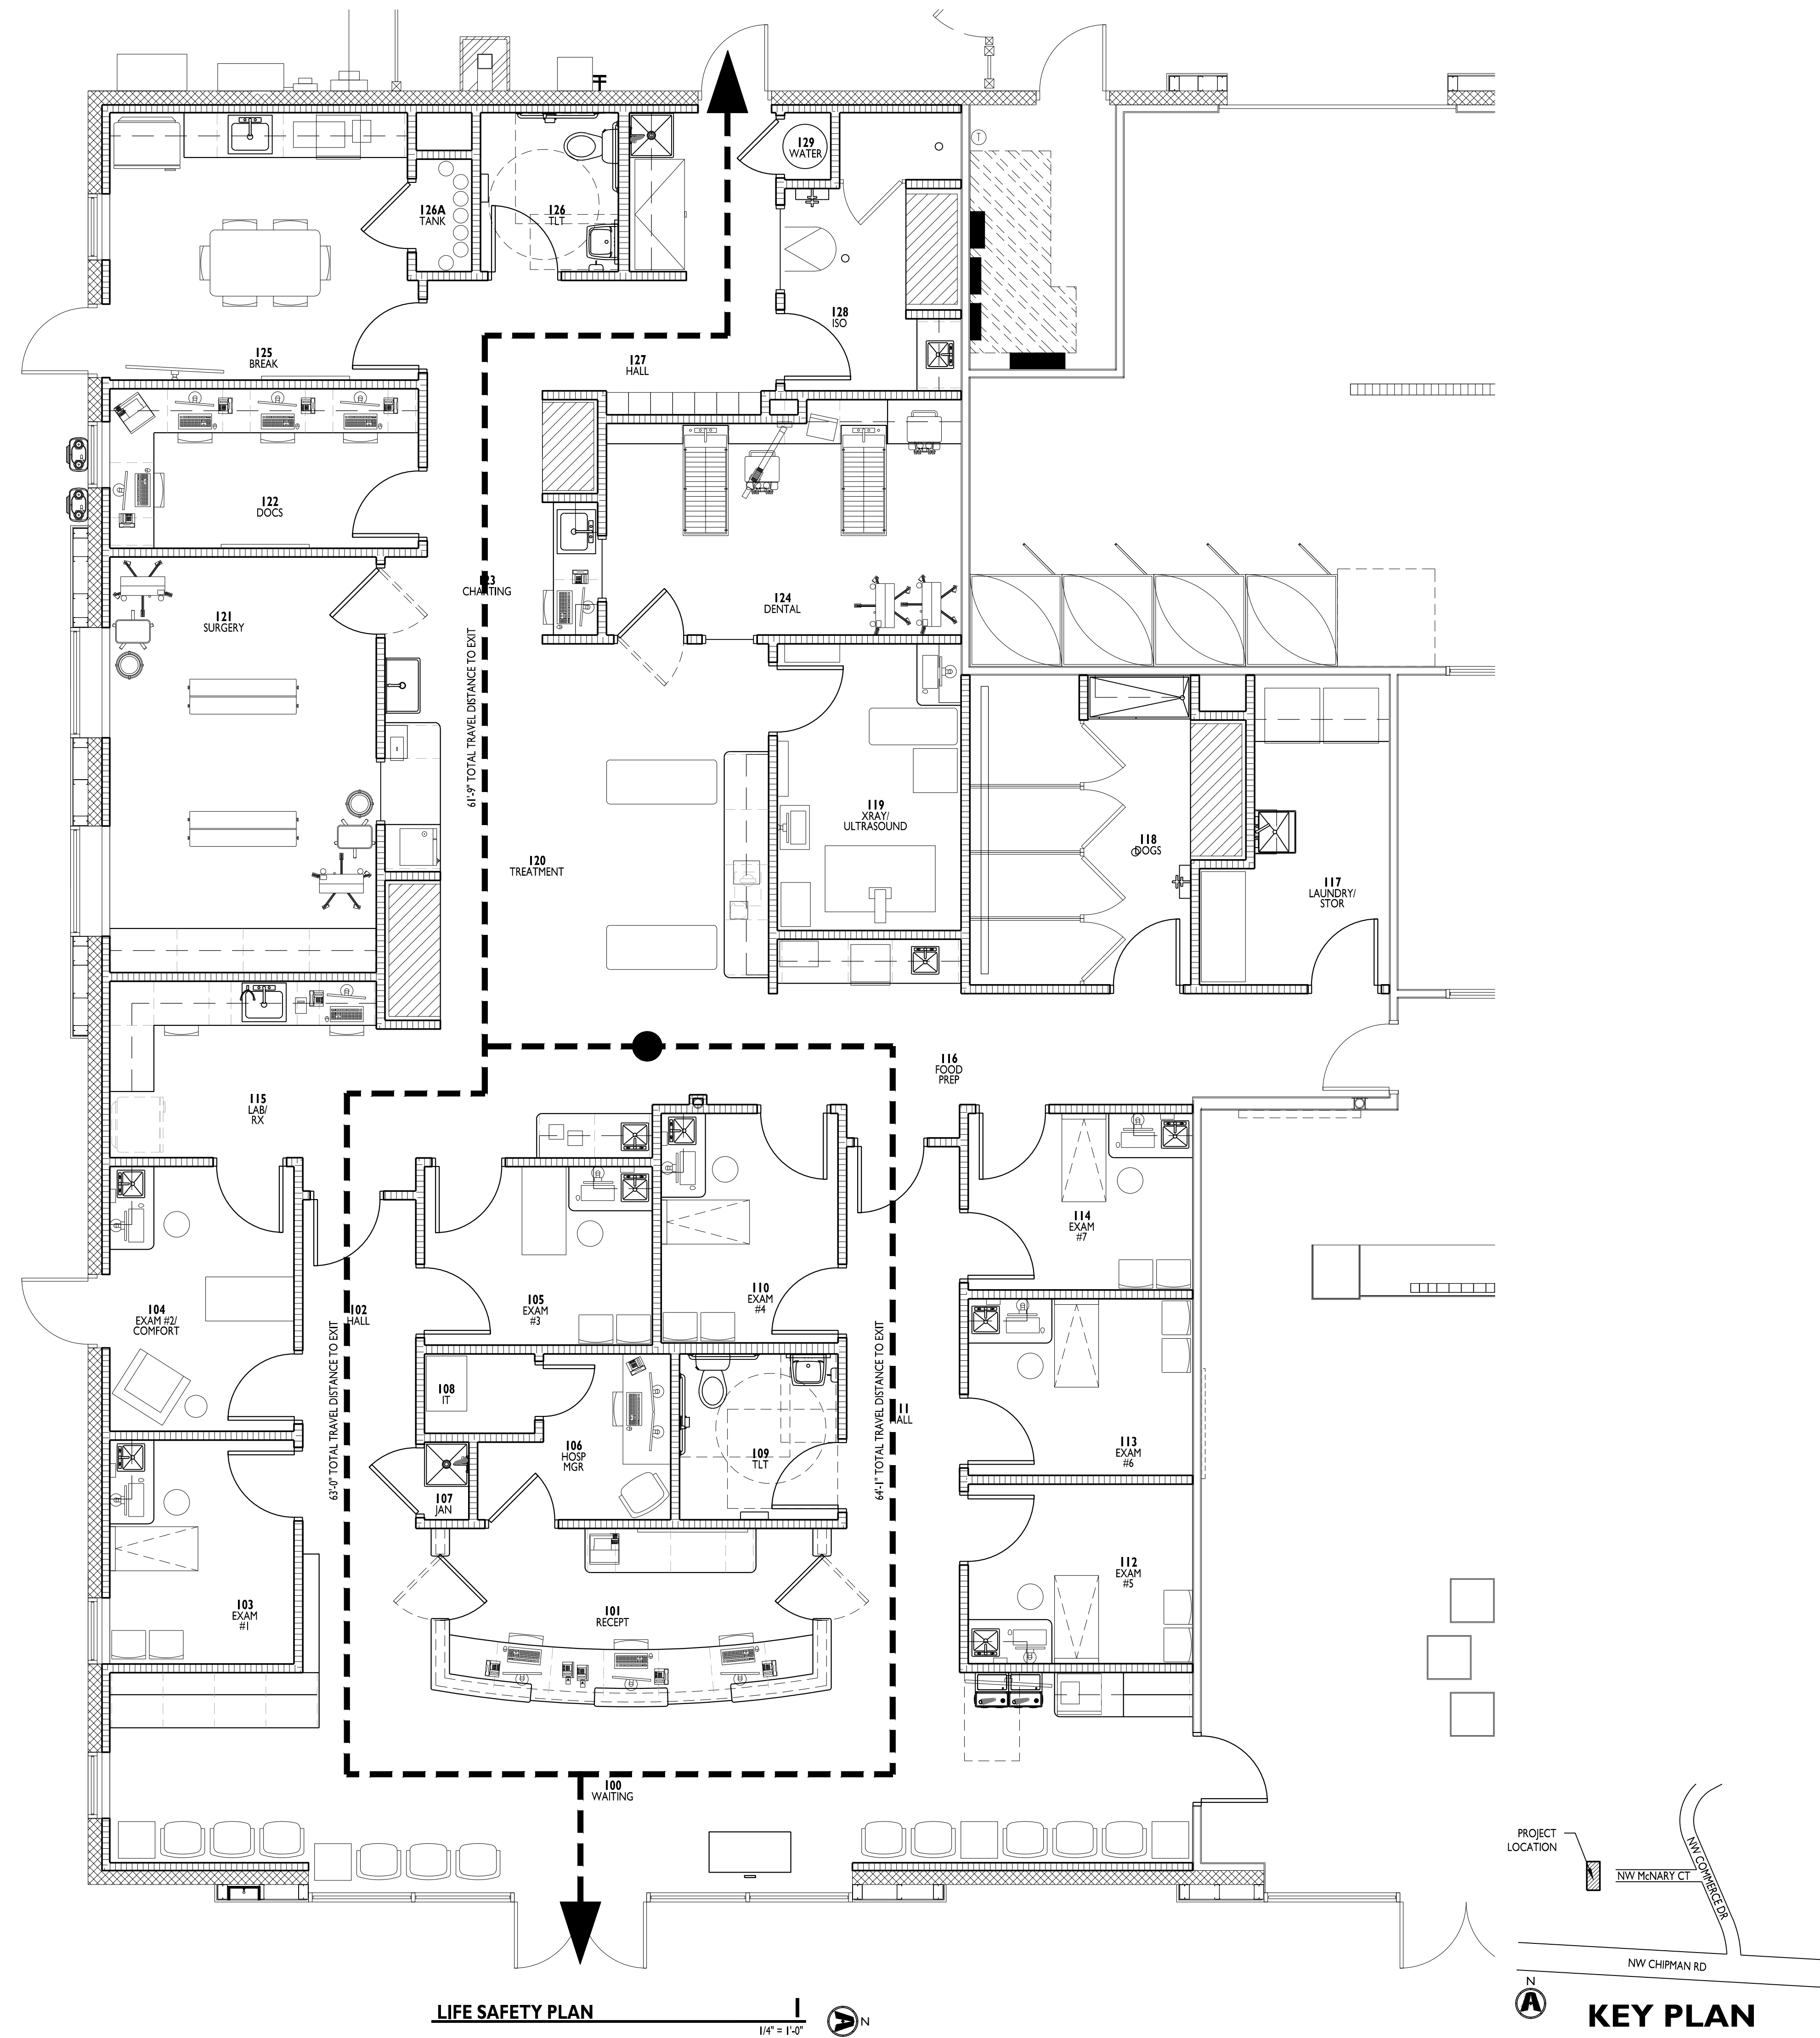 129
WATER
126A
TANK
126
TLT
128
ISO
127
HALL
125
BREAK
122
DOCS
123
CHARTING
124
DENTAL
121
SURGERY
61'-9" TOTAL TRAVEL DISTANCE TO EXIT
119
XRAY/
ULTRASOUND
118
DOGS
120
TREATMENT
117
LAUNDRY/
STOR
116
FOOD
PREP
115
LAB/
RX
114
EXAM
#7
104
EXAM #2/
COMFORT
102
HALL
105
EXAM
#3
110
EXAM
#4
63'-0" TOTAL TRAVEL DISTANCE TO EXIT
64'-1" TOTAL TRAVEL DISTANCE TO EXIT
108
IT
11
HALL
113
EXAM
#6
106
HOSP
MGR
109
TLT
107
JAN
112
EXAM
#5
103
EXAM
#1
101
RECEPT
100
WAITING
T
PROJECT
LOCATION
NW McNARY CT
NW COMMERCE DR
NW CHIPMAN RD
N
KEY PLAN
LIFE SAFETY PLAN
1
1/4" = 1'-0"
N